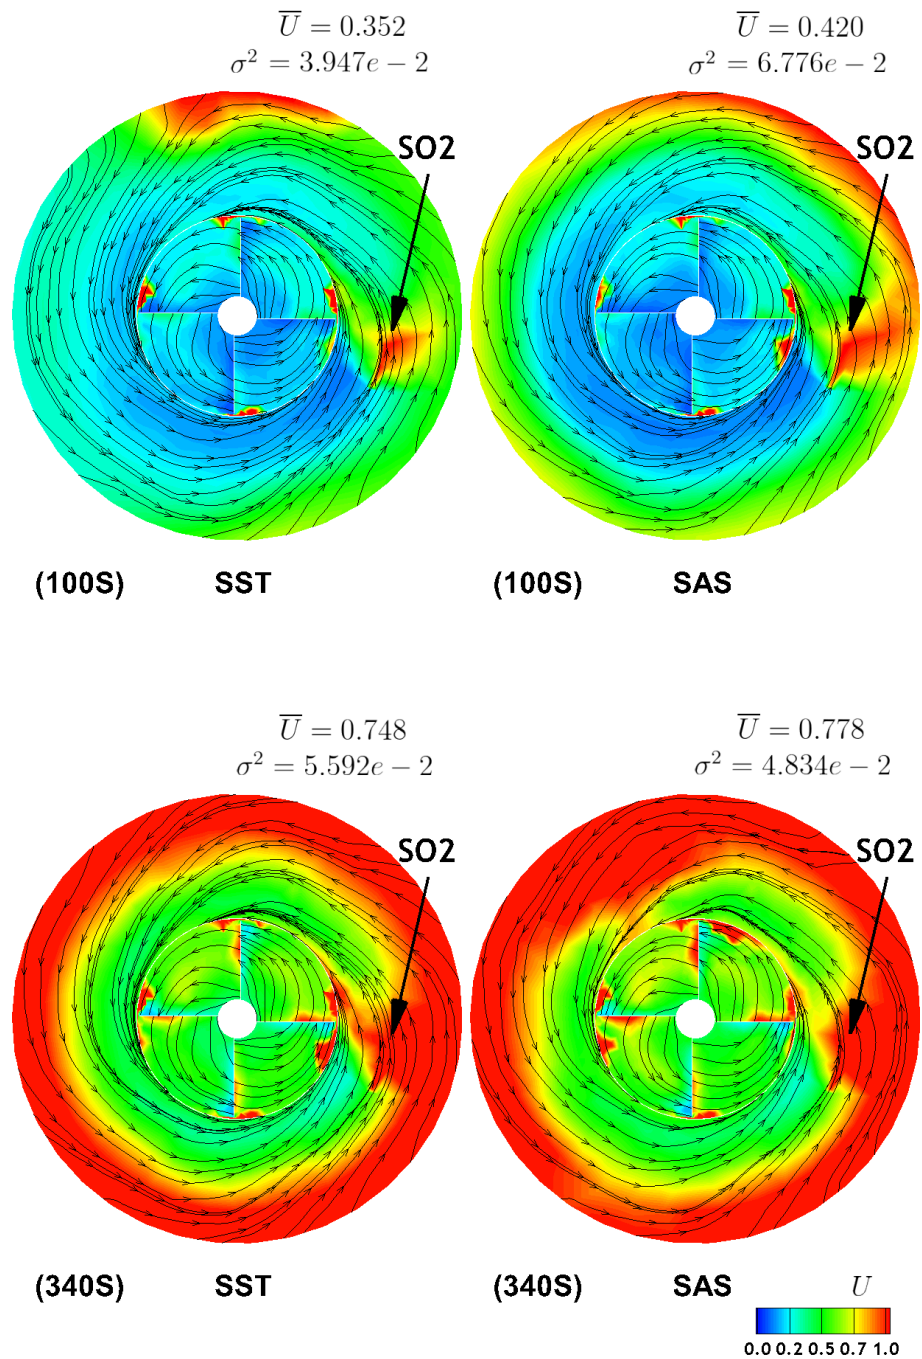 U̅ = 0.352
σ² = 3.947e − 2
SO2
(100S) SST
U̅ = 0.420
σ² = 6.776e − 2
SO2
(100S) SAS
U̅ = 0.748
σ² = 5.592e − 2
SO2
(340S) SST
U̅ = 0.778
σ² = 4.834e − 2
SO2
(340S) SAS
U
0.0 0.2 0.5 0.7 1.0